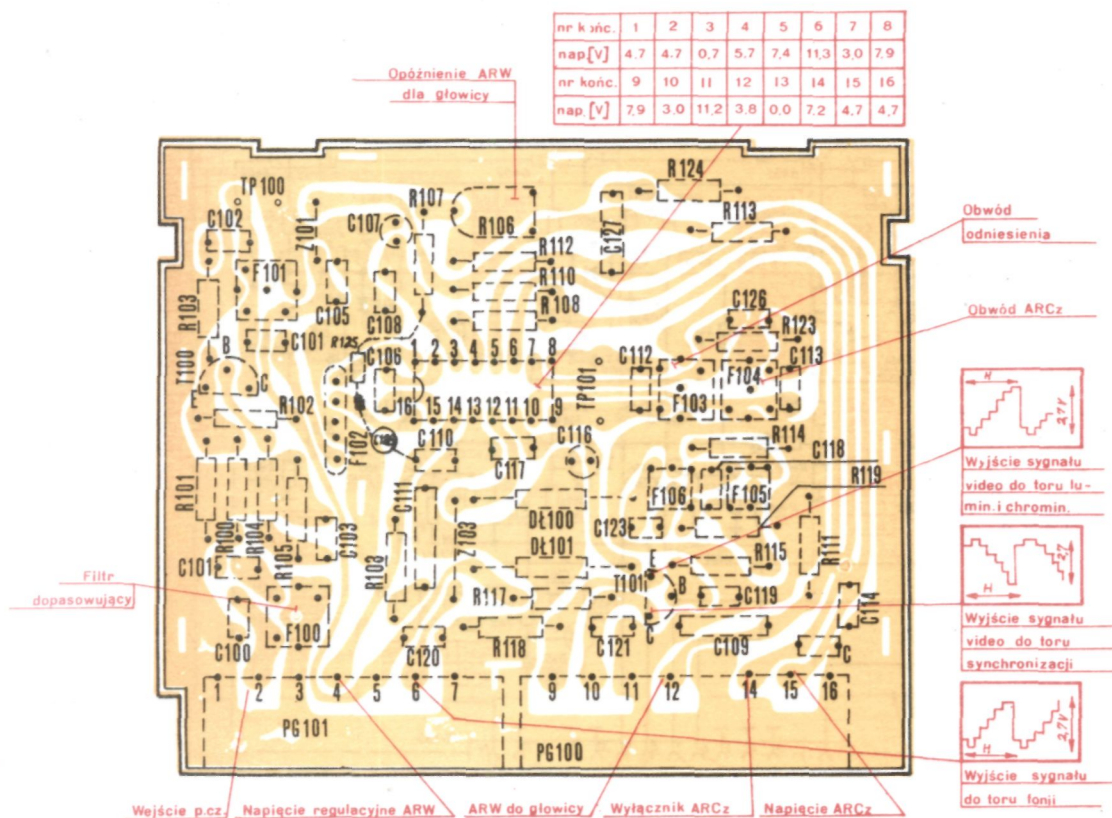 nr końc. 1 2 3 4 5 6 7 8
nap.[V] 4.7 4.7 0,7 5.7 7,4 11,3 3.0 7.9
nr końc. 9 10 11 12 13 14 15 16
nap.[V] 7,9 3.0 11,2 3,8 0,0 7.2 4,7 4,7
Opóźnienie ARW
dla głowicy
Obwód
odniesienia
Obwód ARCz
TP100
C102
Z101
C107
R107
R106
R124
C127
R113
R112
R110
R108
F101
R103
C105
C108
C101
R125
C106
C126
R123
C112
F103
F104
C113
TP101
T100
B
C
E
R102
F102
1 2 3 4 5 6 7 8
16 15 14 13 12 11 10 9
C110
C117
C116
R114
C118
R119
F106
F105
R101
R100
R104
R105
C103
C111
R103
Z103
DŁ100
DŁ101
C123
E
T101
B
C
R115
R111
C101
C119
C114
R117
C100
F100
C120
R118
C121
C109
C
1 2 3 4 5 6 7 9 10 11 12 14 15 16
PG101
PG100
H
2,7V
Wyjście sygnału
video do toru lu-
min. i chromin.
H
2,7
Wyjście sygnału
video do toru
synchronizacji
H
2,7V
Wyjście sygnału
do toru fonii
Filtr
dopasowujący
Wejście p.cz. Napięcie regulacyjne ARW ARW do głowicy Wyłącznik ARCz Napięcie ARCz